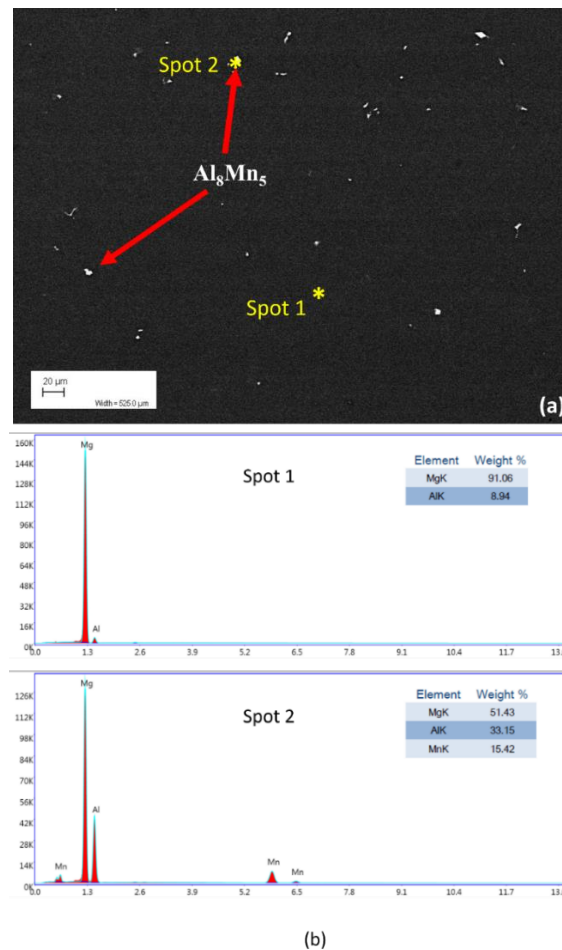 Spot 2
Al₈Mn₅
Spot 1
20 µm
Width = 525.0 µm
(a)
160K
144K
128K
112K
96K
80K
64K
48K
32K
16K
0K
Mg
Al
Spot 1
Element Weight %
MgK 91.06
AlK 8.94
0.0 1.3 2.6 3.9 5.2 6.5 7.8 9.1 10.4 11.7 13.
126K
112K
98K
84K
70K
56K
42K
28K
14K
0K
Mg
Al
Mn
Mn
Mn
Spot 2
Element Weight %
MgK 51.43
AlK 33.15
MnK 15.42
0.0 1.3 2.6 3.9 5.2 6.5 7.8 9.1 10.4 11.7 13.
(b)